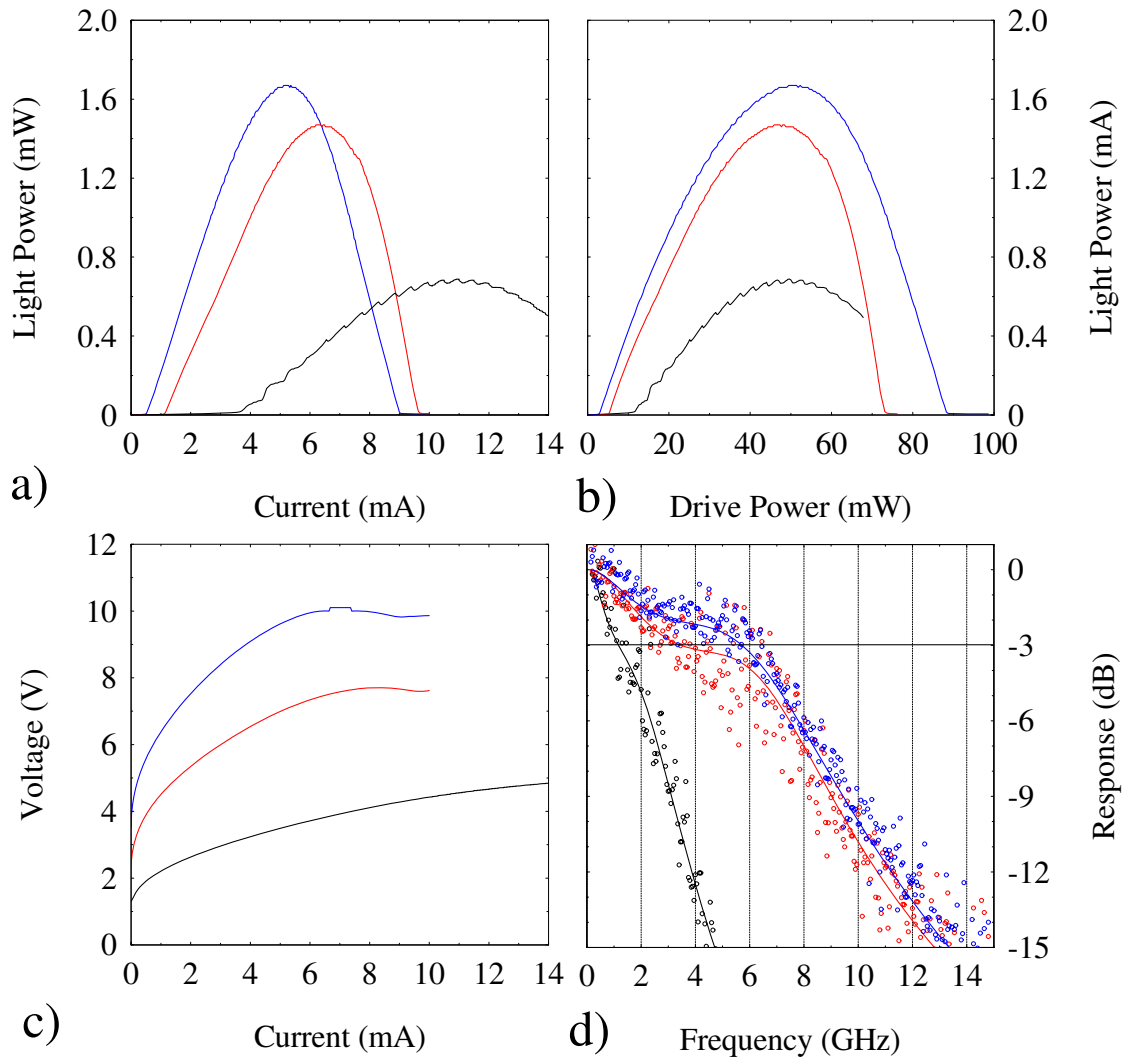 2.0
1.6
1.2
0.8
0.4
0
Light Power (mW)
0 2 4 6 8 10 12 14
a)
Current (mA)
2.0
1.6
1.2
0.8
0.4
0
Light Power (mA)
0 20 40 60 80 100
b)
Drive Power (mW)
12
10
8
6
4
2
0
Voltage (V)
0 2 4 6 8 10 12 14
c)
Current (mA)
0
-3
-6
-9
-12
-15
Response (dB)
0 2 4 6 8 10 12 14
d)
Frequency (GHz)